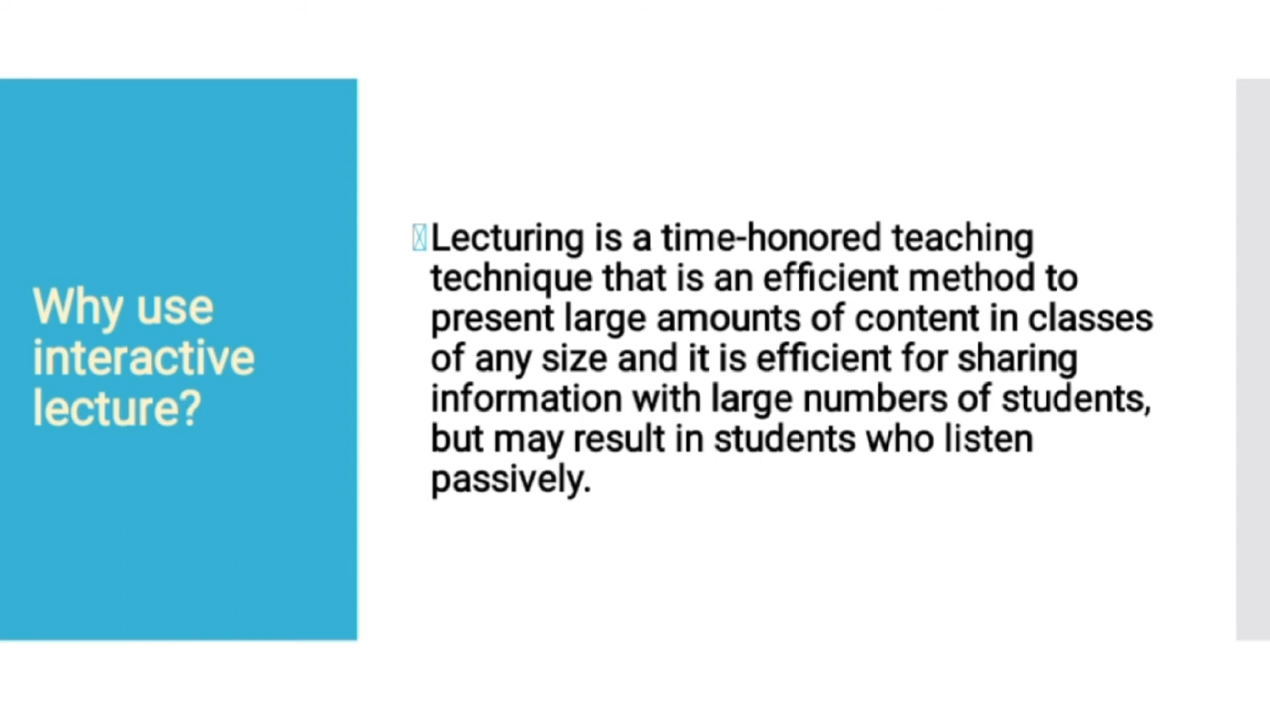 Why use
interactive
lecture?
Lecturing is a time-honored teaching
technique that is an efficient method to
present large amounts of content in classes
of any size and it is efficient for sharing
information with large numbers of students,
but may result in students who listen
passively.